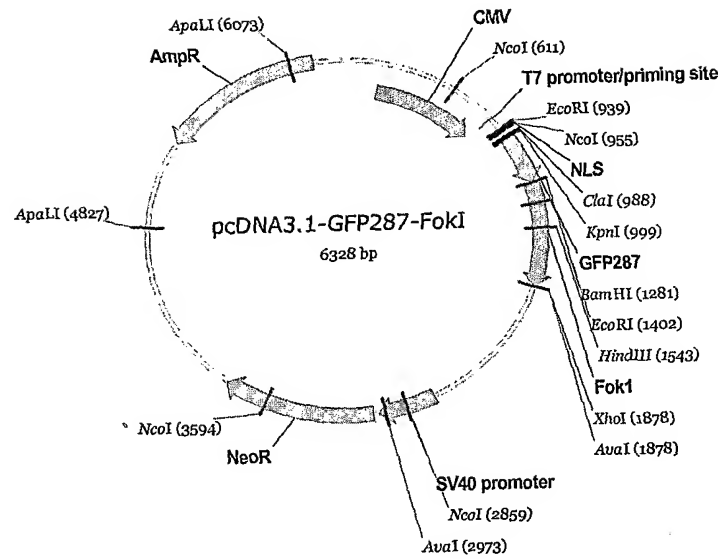 CMV
ApaLI (6073)
NcoI (611)
AmpR
T7 promoter/priming site
EcoRI (939)
NcoI (955)
NLS
ClaI (988)
KpnI (999)
ApaLI (4827)
pcDNA3.1-GFP287-FokI
6328 bp
GFP287
BamHI (1281)
EcoRI (1402)
HindIII (1543)
Fok1
XhoI (1878)
AvaI (1878)
NcoI (3594)
NeoR
SV40 promoter
NcoI (2859)
AvaI (2973)